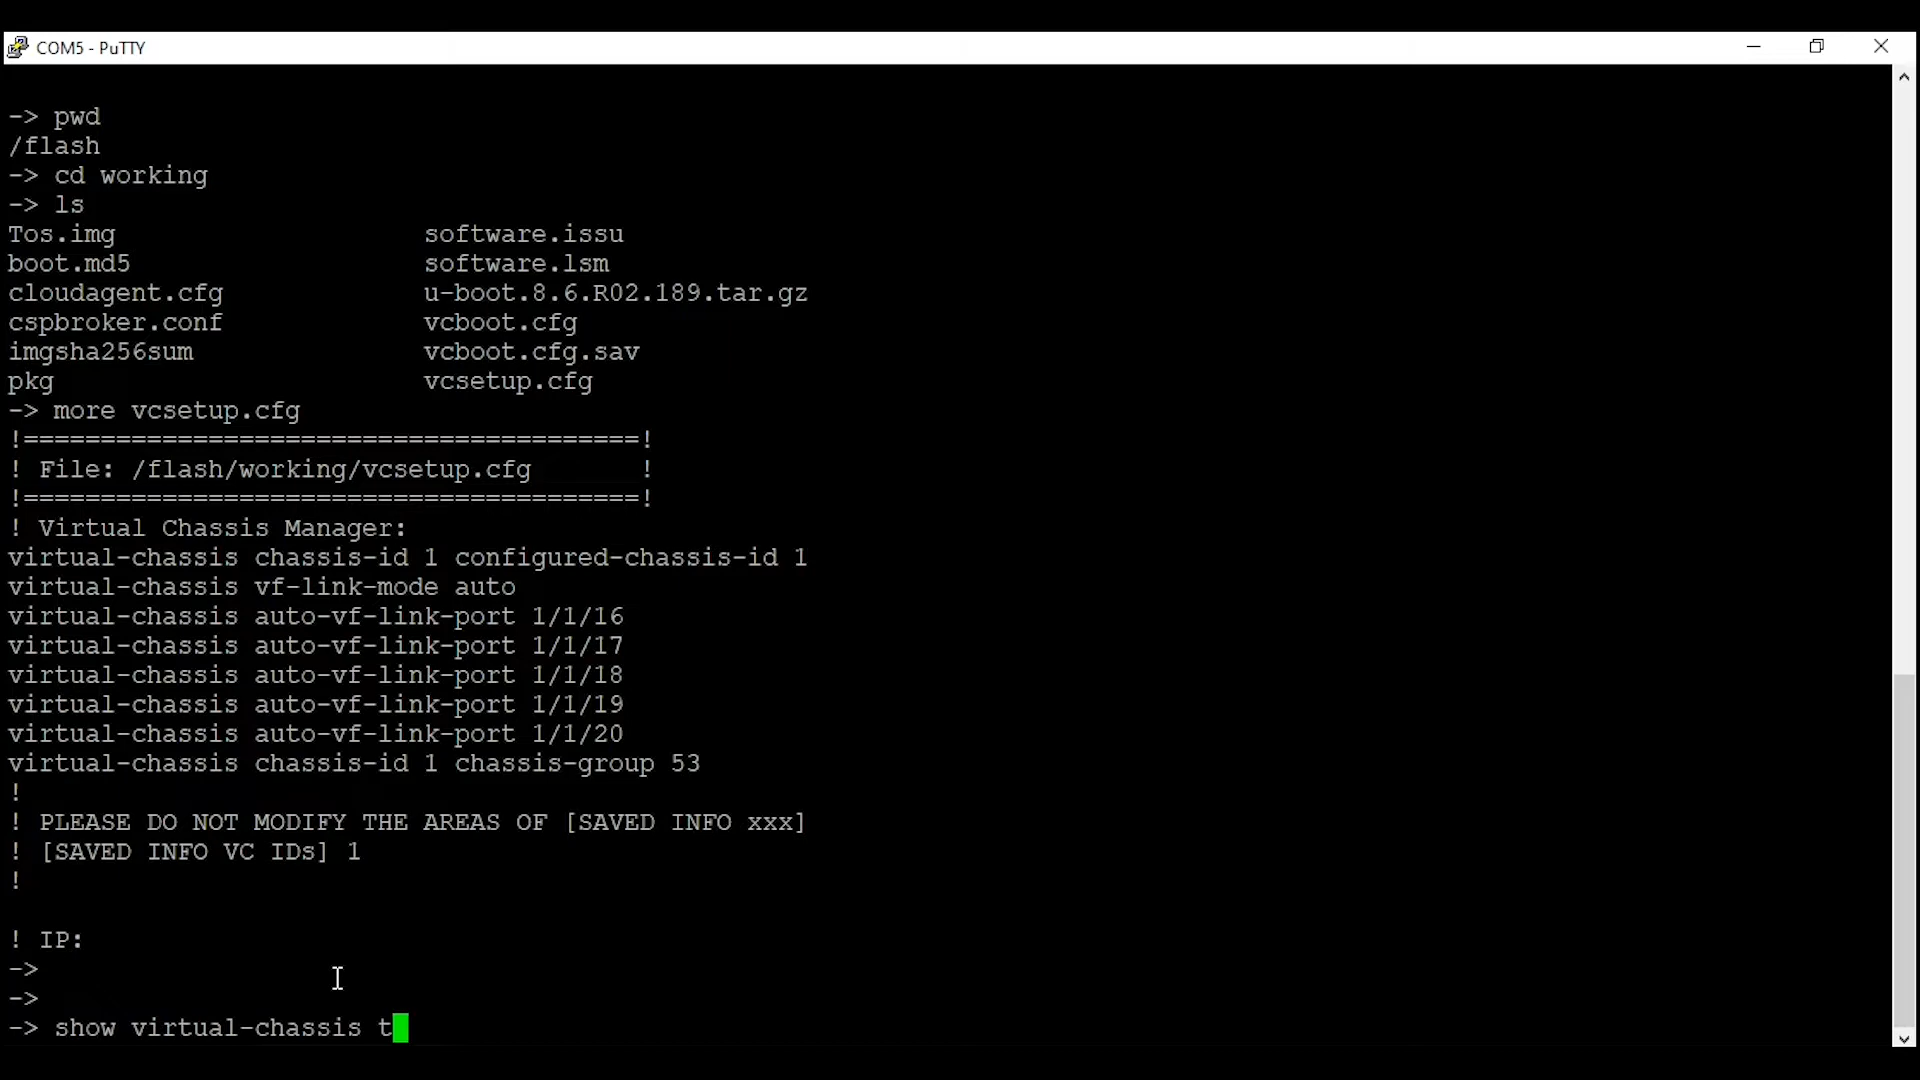 COM5 - PuTTY
-> pwd
/flash
-> cd working
-> ls
Tos.img                    software.issu
boot.md5                   software.lsm
cloudagent.cfg             u-boot.8.6.R02.189.tar.gz
cspbroker.conf             vcboot.cfg
imgsha256sum               vcboot.cfg.sav
pkg                        vcsetup.cfg
-> more vcsetup.cfg
!========================================!
! File: /flash/working/vcsetup.cfg       !
!========================================!
! Virtual Chassis Manager:
virtual-chassis chassis-id 1 configured-chassis-id 1
virtual-chassis vf-link-mode auto
virtual-chassis auto-vf-link-port 1/1/16
virtual-chassis auto-vf-link-port 1/1/17
virtual-chassis auto-vf-link-port 1/1/18
virtual-chassis auto-vf-link-port 1/1/19
virtual-chassis auto-vf-link-port 1/1/20
virtual-chassis chassis-id 1 chassis-group 53
!
! PLEASE DO NOT MODIFY THE AREAS OF [SAVED INFO xxx]
! [SAVED INFO VC IDs] 1
!
! IP:
->
->
-> show virtual-chassis t